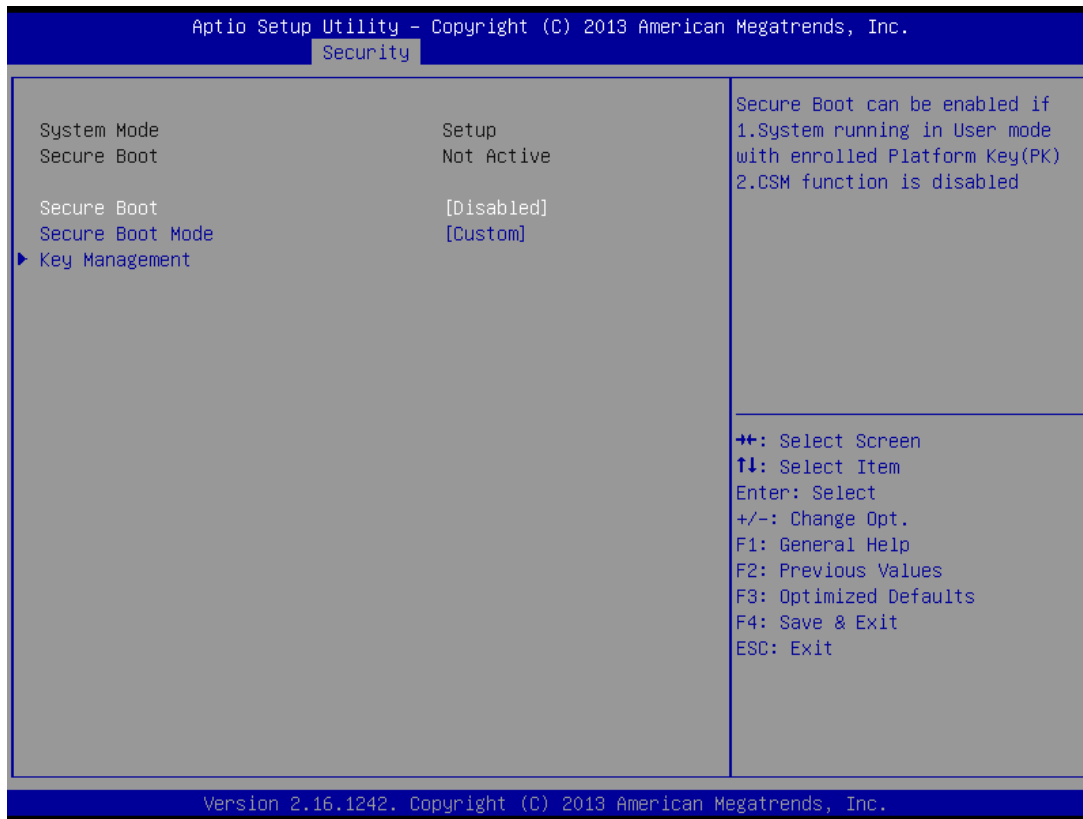 Aptio Setup Utility – Copyright (C) 2013 American Megatrends, Inc.
Security
System Mode Setup
Secure Boot Not Active
Secure Boot [Disabled]
Secure Boot Mode [Custom]
Key Management
Secure Boot can be enabled if
1.System running in User mode
with enrolled Platform Key(PK)
2.CSM function is disabled
→←: Select Screen
↑↓: Select Item
Enter: Select
+/-: Change Opt.
F1: General Help
F2: Previous Values
F3: Optimized Defaults
F4: Save & Exit
ESC: Exit
Version 2.16.1242. Copyright (C) 2013 American Megatrends, Inc.